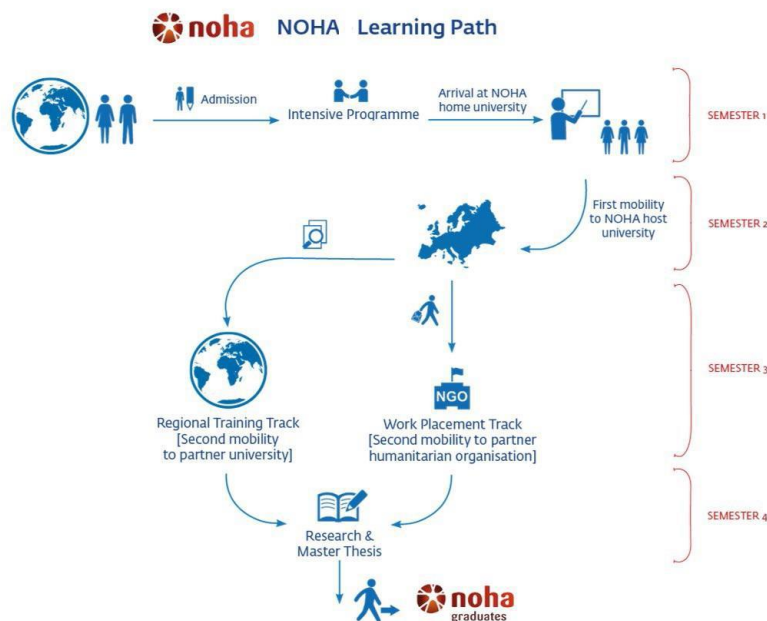 noha NOHA Learning Path
Admission
Intensive Programme
Arrival at NOHA
home university
SEMESTER 1
First mobility
to NOHA host
university
SEMESTER 2
NGO
Regional Training Track
[Second mobility
to partner university]
Work Placement Track
[Second mobility to partner
humanitarian organisation]
SEMESTER 3
Research &
Master Thesis
SEMESTER 4
noha
graduates